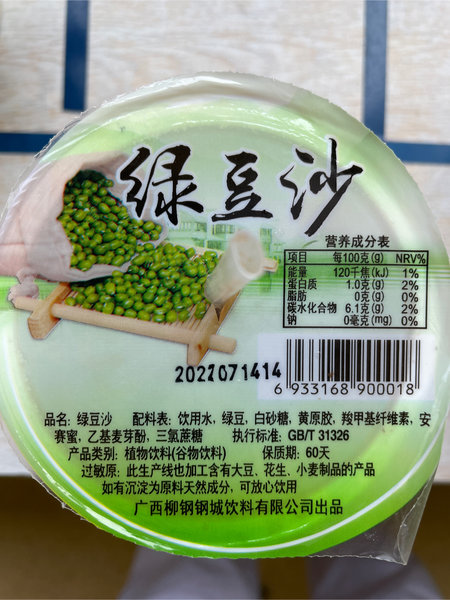 绿豆沙
营养成分表
项目 每100克(g) NRV%
能量 120千焦(kJ) 1%
蛋白质 1.0克(g) 2%
脂肪 0克(g) 0%
碳水化合物 6.1克(g) 2%
钠 0毫克(mg) 0%
2022071414
6 933168 900018
品名：绿豆沙 配料表：饮用水，绿豆，白砂糖，黄原胶，羧甲基纤维素，安
赛蜜，乙基麦芽酚，三氯蔗糖 执行标准：GB/T 31326
产品类别：植物饮料(谷物饮料) 保质期：60天
过敏原：此生产线也加工含有大豆、花生、小麦制品的产品
如有沉淀为原料天然成分，可放心饮用
广西柳钢钢城饮料有限公司出品